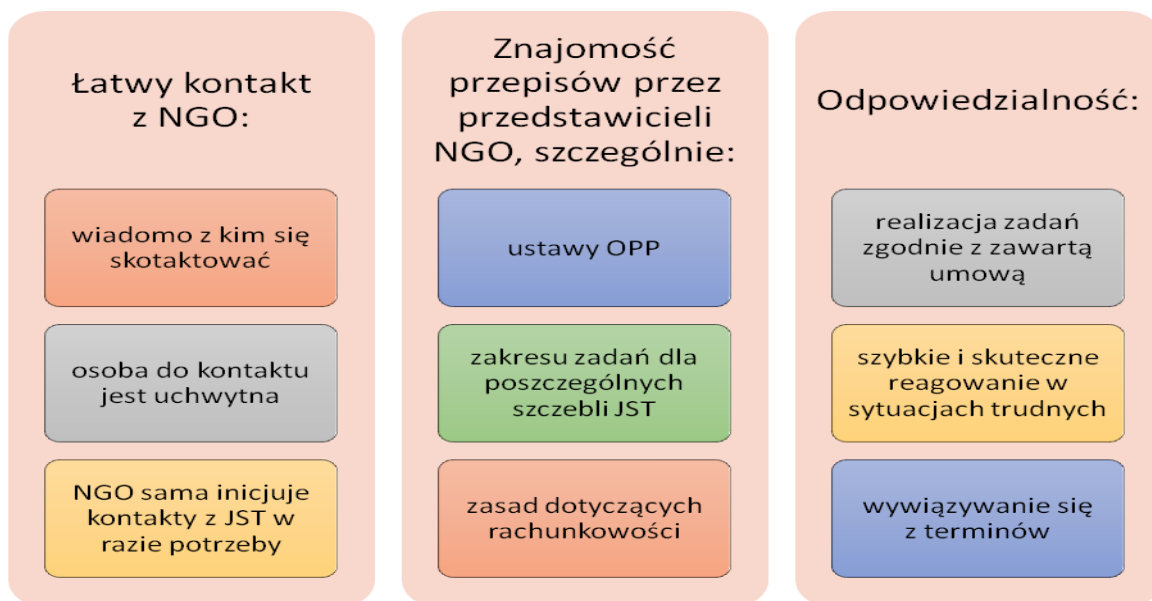 Łatwy kontakt
z NGO:
wiadomo z kim się
skotaktować
osoba do kontaktu
jest uchwytna
NGO sama inicjuje
kontakty z JST w
razie potrzeby
Znajomość
przepisów przez
przedstawicieli
NGO, szczególnie:
ustawy OPP
zakresu zadań dla
poszczególnych
szczebli JST
zasad dotyczących
rachunkowości
Odpowiedzialność:
realizacja zadań
zgodnie z zawartą
umową
szybkie i skuteczne
reagowanie w
sytuacjach trudnych
wywiązywanie się
z terminów